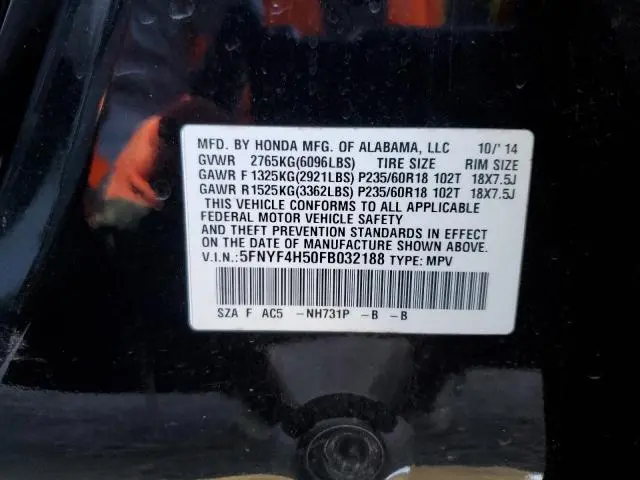 MFD. BY HONDA MFG. OF ALABAMA, LLC 10/'14
GVWR 2765KG(6096LBS) TIRE SIZE RIM SIZE
GAWR F 1325KG(2921LBS) P235/60R18 102T 18X7.5J
GAWR R 1525KG(3362LBS) P235/60R18 102T 18X7.5J
THIS VEHICLE CONFORMS TO ALL APPLICABLE
FEDERAL MOTOR VEHICLE SAFETY
AND THEFT PREVENTION STANDARDS IN EFFECT
ON THE DATE OF MANUFACTURE SHOWN ABOVE.
V.I.N.:5FNYF4H50FB032188 TYPE: MPV
SZA F AC5 -NH731P -B -B